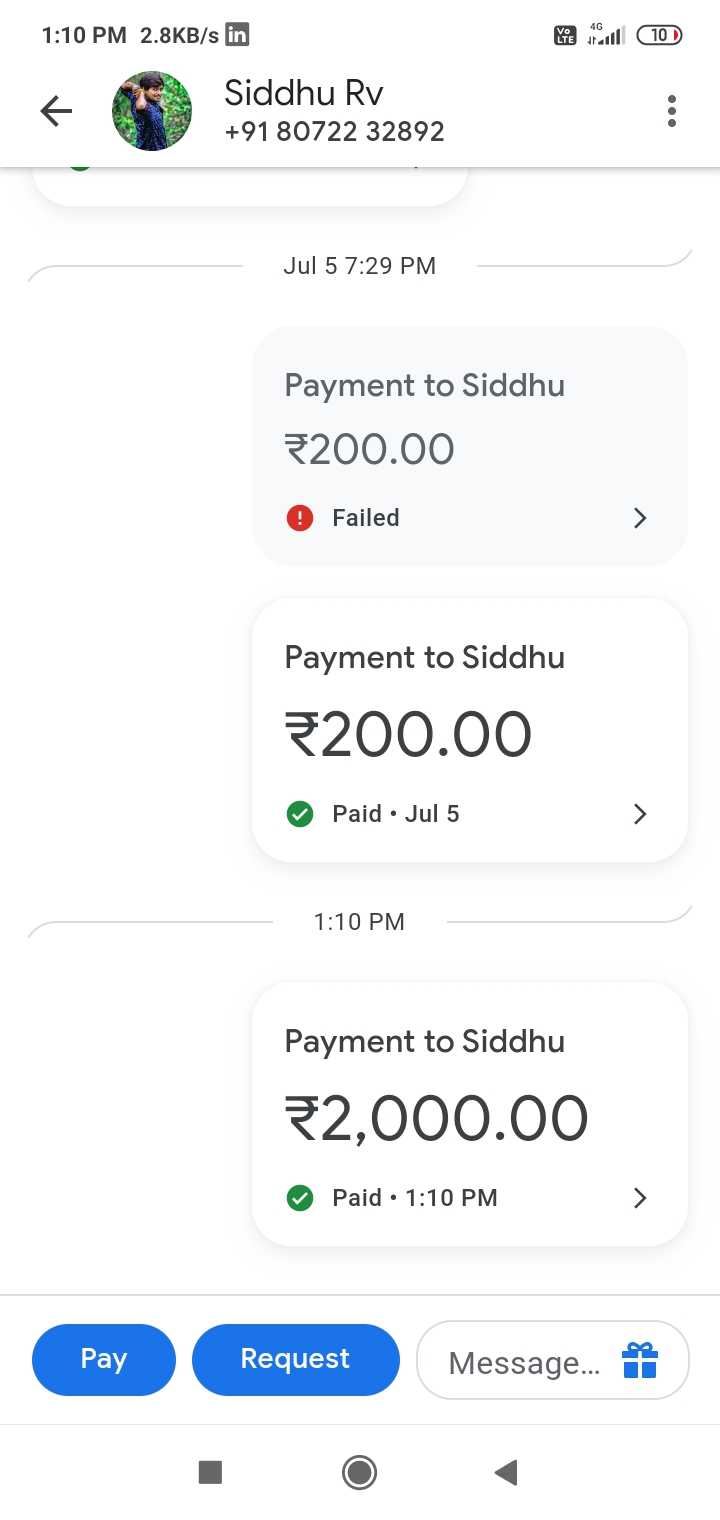 1:10 PM 2.8KB/s in Vo LTE 4G 10
Siddhu Rv
+91 80722 32892
Jul 5 7:29 PM
Payment to Siddhu
₹200.00
Failed
Payment to Siddhu
₹200.00
Paid • Jul 5
1:10 PM
Payment to Siddhu
₹2,000.00
Paid • 1:10 PM
Pay Request Message...